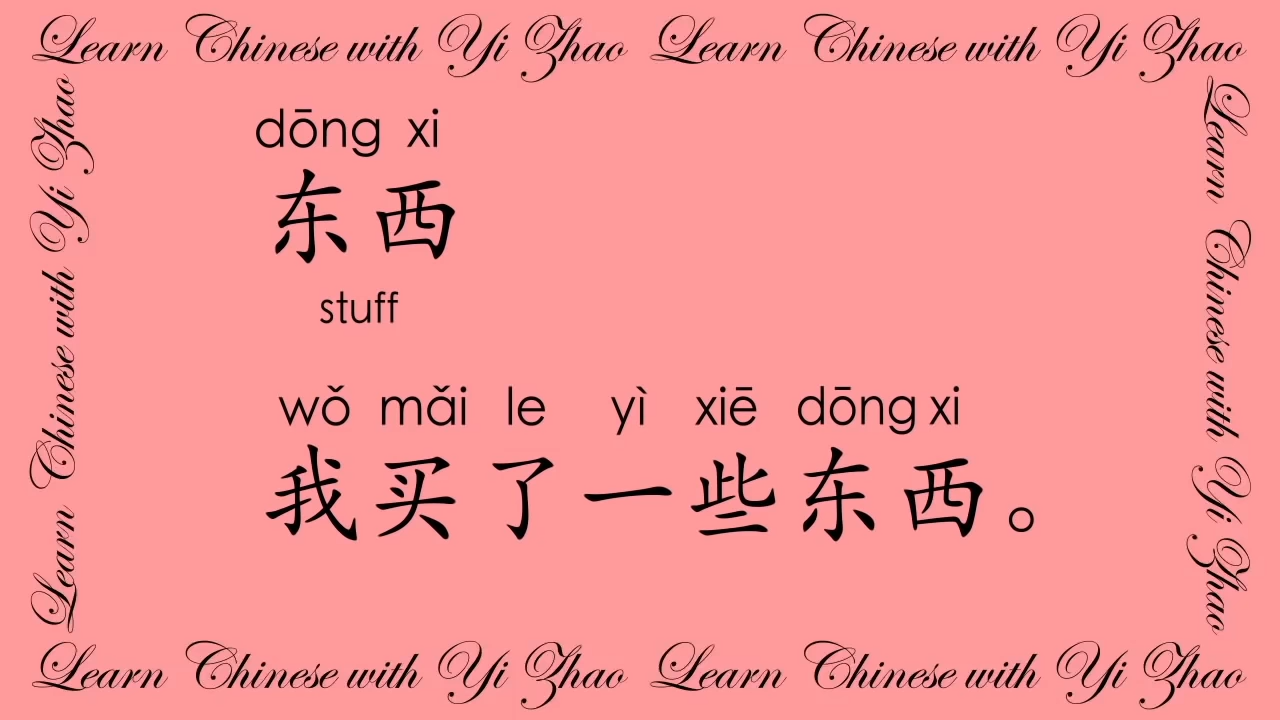 Learn Chinese with Yi Zhao Learn Chinese with Yi Zhao
dōng xi
东西
stuff
wǒ mǎi le yì xiē dōng xi
我买了一些东西。
Learn Chinese with Yi Zhao
Learn Chinese with Yi Zhao
Learn Chinese with Yi Zhao Learn Chinese with Yi Zhao